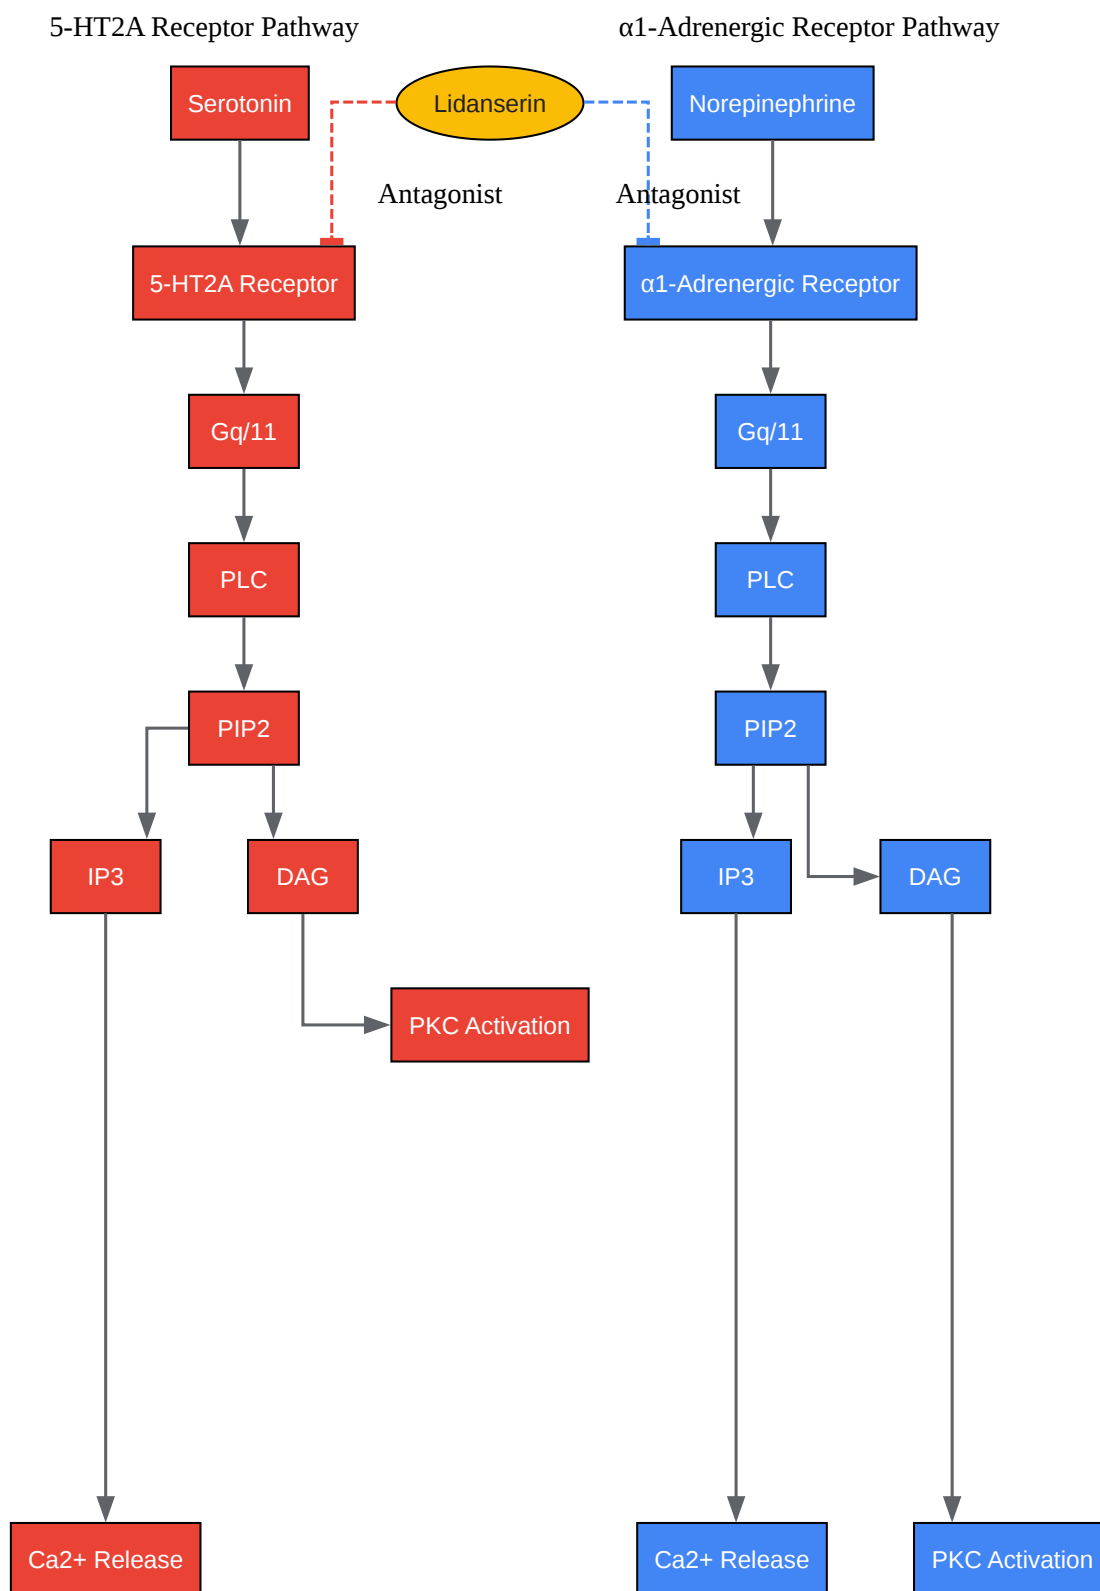 5-HT2A Receptor Pathway
α1-Adrenergic Receptor Pathway
Serotonin
Lidanserin
Norepinephrine
Antagonist
Antagonist
5-HT2A Receptor
α1-Adrenergic Receptor
Gq/11
Gq/11
PLC
PLC
PIP2
PIP2
IP3
DAG
IP3
DAG
PKC Activation
Ca2+ Release
Ca2+ Release
PKC Activation